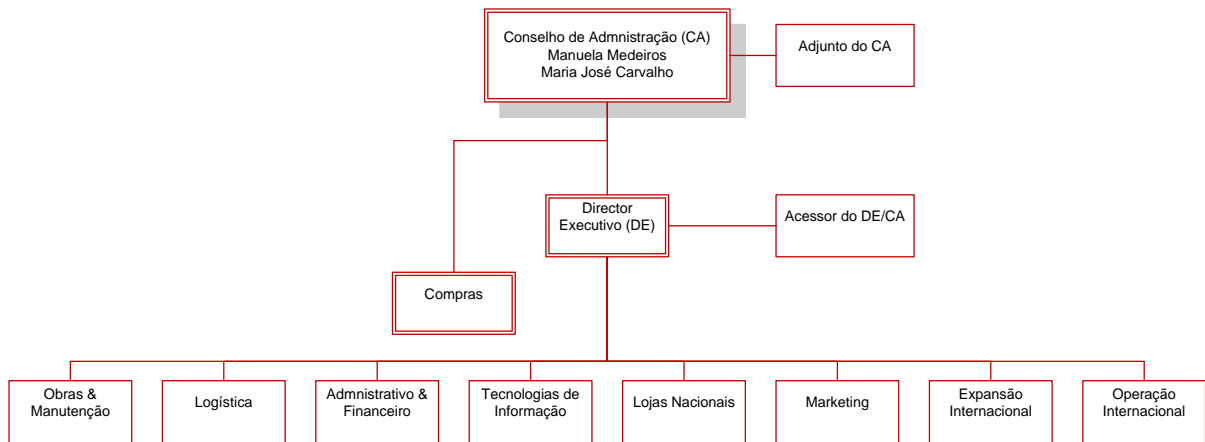 Conselho de Admnistração (CA)
Manuela Medeiros
Maria José Carvalho
Adjunto do CA
Director
Executivo (DE)
Acessor do DE/CA
Compras
Obras &
Manutenção
Logística
Admnistrativo &
Financeiro
Tecnologias de
Informação
Lojas Nacionais
Marketing
Expansão
Internacional
Operação
Internacional